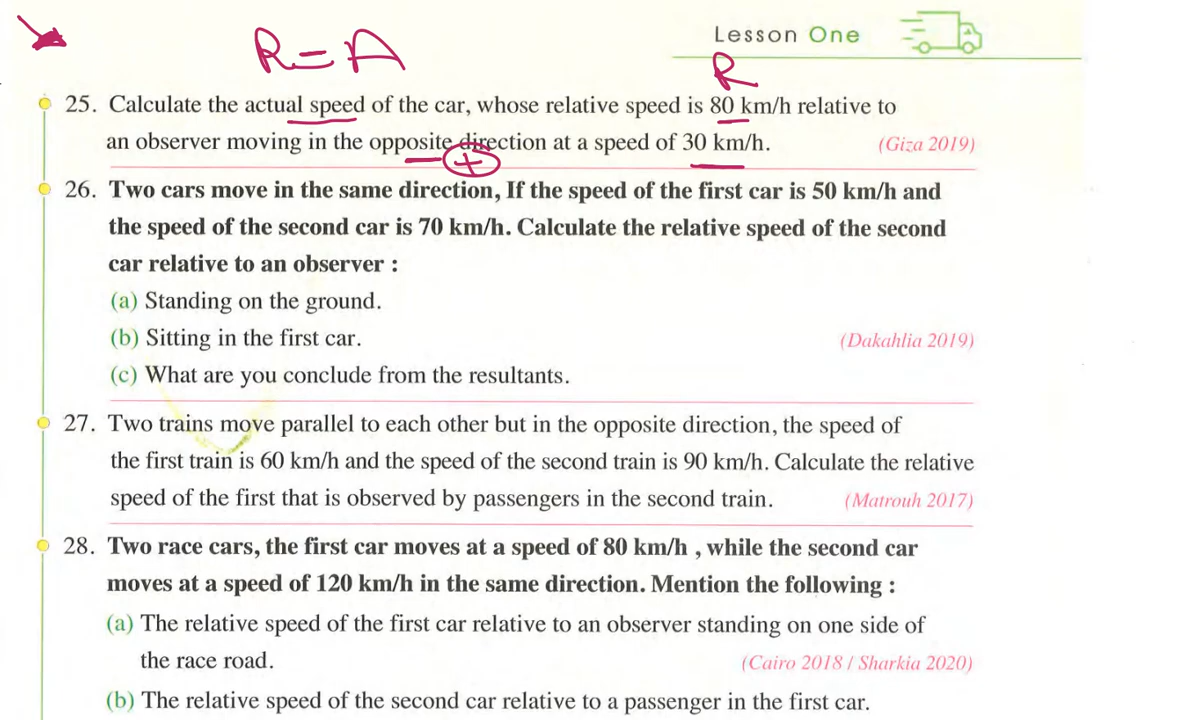 Lesson One
R = A
R
25. Calculate the actual speed of the car, whose relative speed is 80 km/h relative to
an observer moving in the opposite direction at a speed of 30 km/h. (Giza 2019)
- +
26. Two cars move in the same direction, If the speed of the first car is 50 km/h and
the speed of the second car is 70 km/h. Calculate the relative speed of the second
car relative to an observer :
(a) Standing on the ground.
(b) Sitting in the first car. (Dakahlia 2019)
(c) What are you conclude from the resultants.
27. Two trains move parallel to each other but in the opposite direction, the speed of
the first train is 60 km/h and the speed of the second train is 90 km/h. Calculate the relative
speed of the first that is observed by passengers in the second train. (Matrouh 2017)
28. Two race cars, the first car moves at a speed of 80 km/h , while the second car
moves at a speed of 120 km/h in the same direction. Mention the following :
(a) The relative speed of the first car relative to an observer standing on one side of
the race road. (Cairo 2018 / Sharkia 2020)
(b) The relative speed of the second car relative to a passenger in the first car.